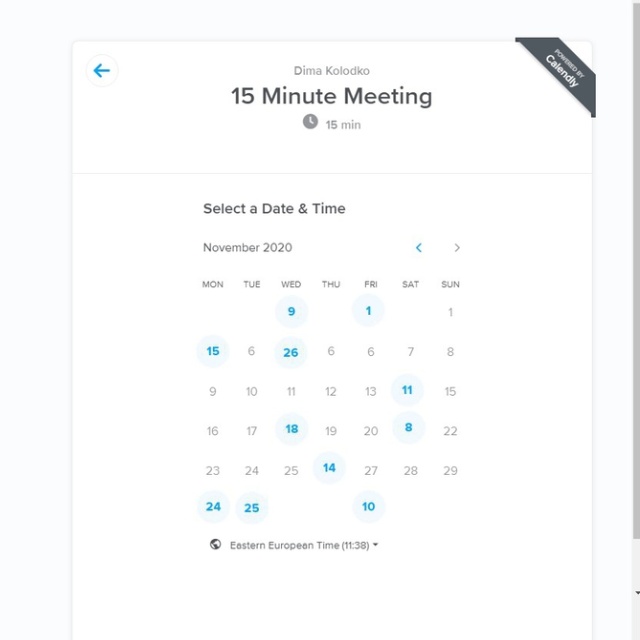 Dima Kolodko
15 Minute Meeting
15 min
POWERED BY
Calendly
Select a Date & Time
November 2020
MON TUE WED THU FRI SAT SUN
9 1 1
15 6 26 6 6 7 8
9 10 11 12 13 11 15
16 17 18 19 20 8 22
23 24 25 14 27 28 29
24 25 10
Eastern European Time (11:38)